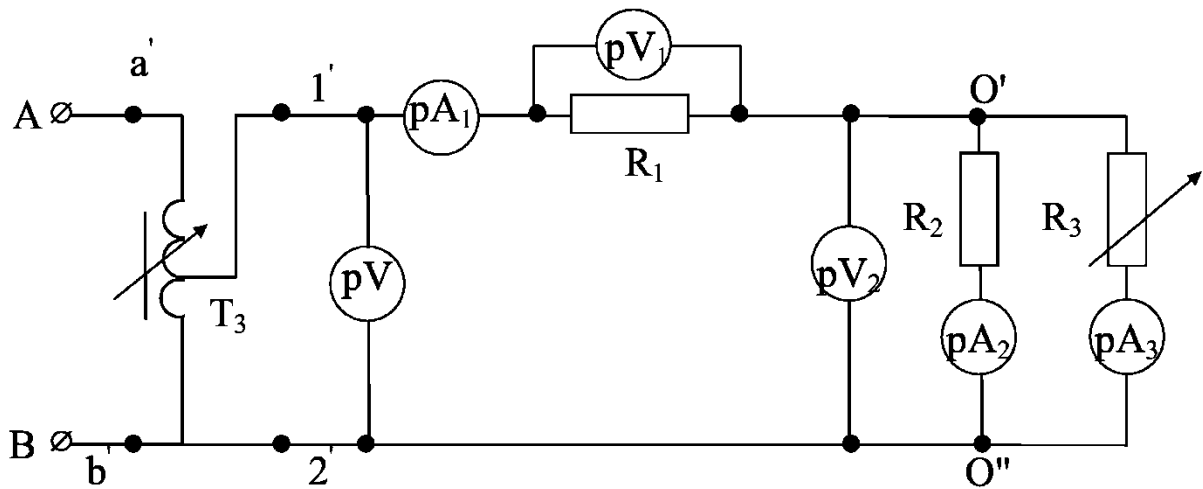 a'
A
1'
pA₁
pV₁
R₁
O'
T₃
pV
pV₂
R₂
R₃
pA₂
pA₃
B
b'
2'
O"